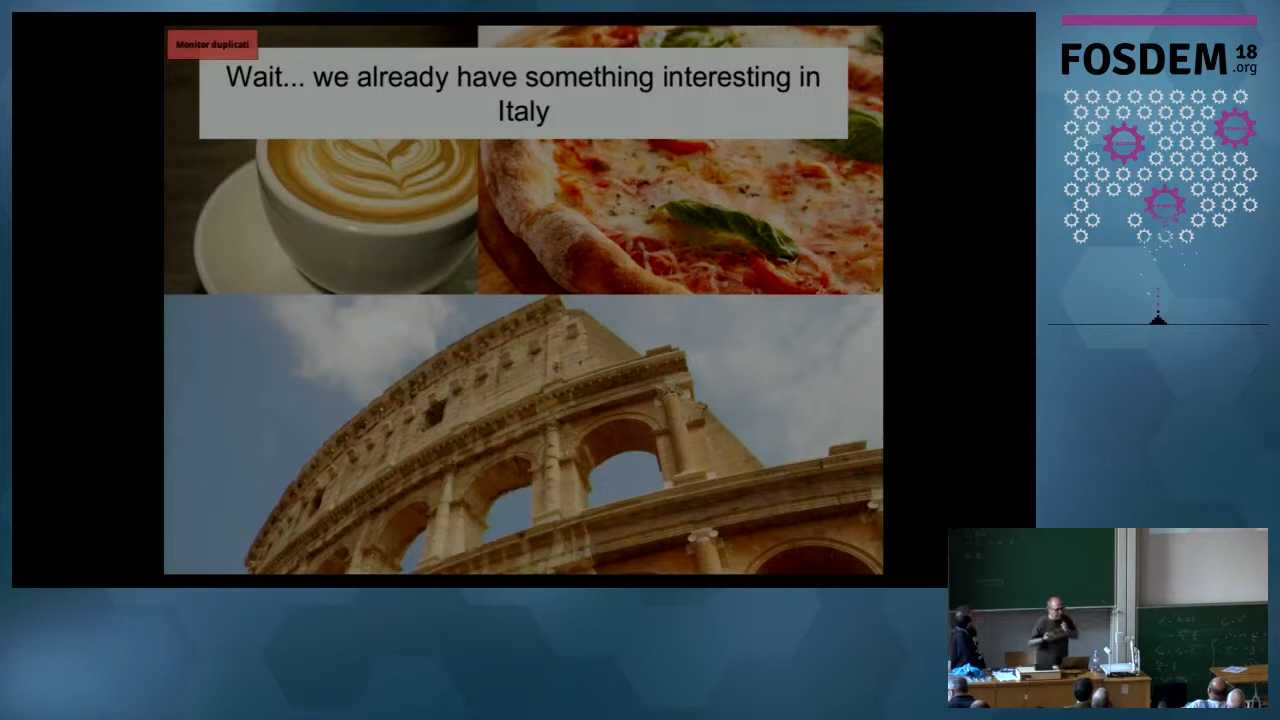 Monitor duplicati
Wait... we already have something interesting in
Italy
FOSDEM 18
.org